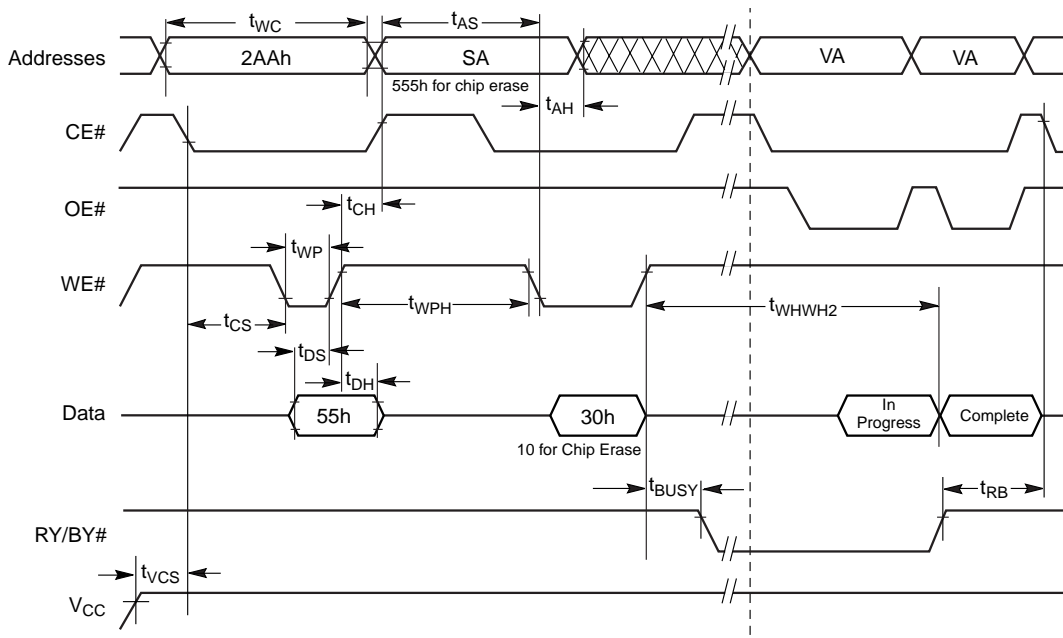 tWC
tAS
Addresses
2AAh
SA
VA
VA
555h for chip erase
tAH
CE#
OE#
tCH
tWP
WE#
tWPH
tWHWH2
tCS
tDS
tDH
Data
55h
30h
In
Progress
Complete
10 for Chip Erase
tBUSY
tRB
RY/BY#
tVCS
VCC